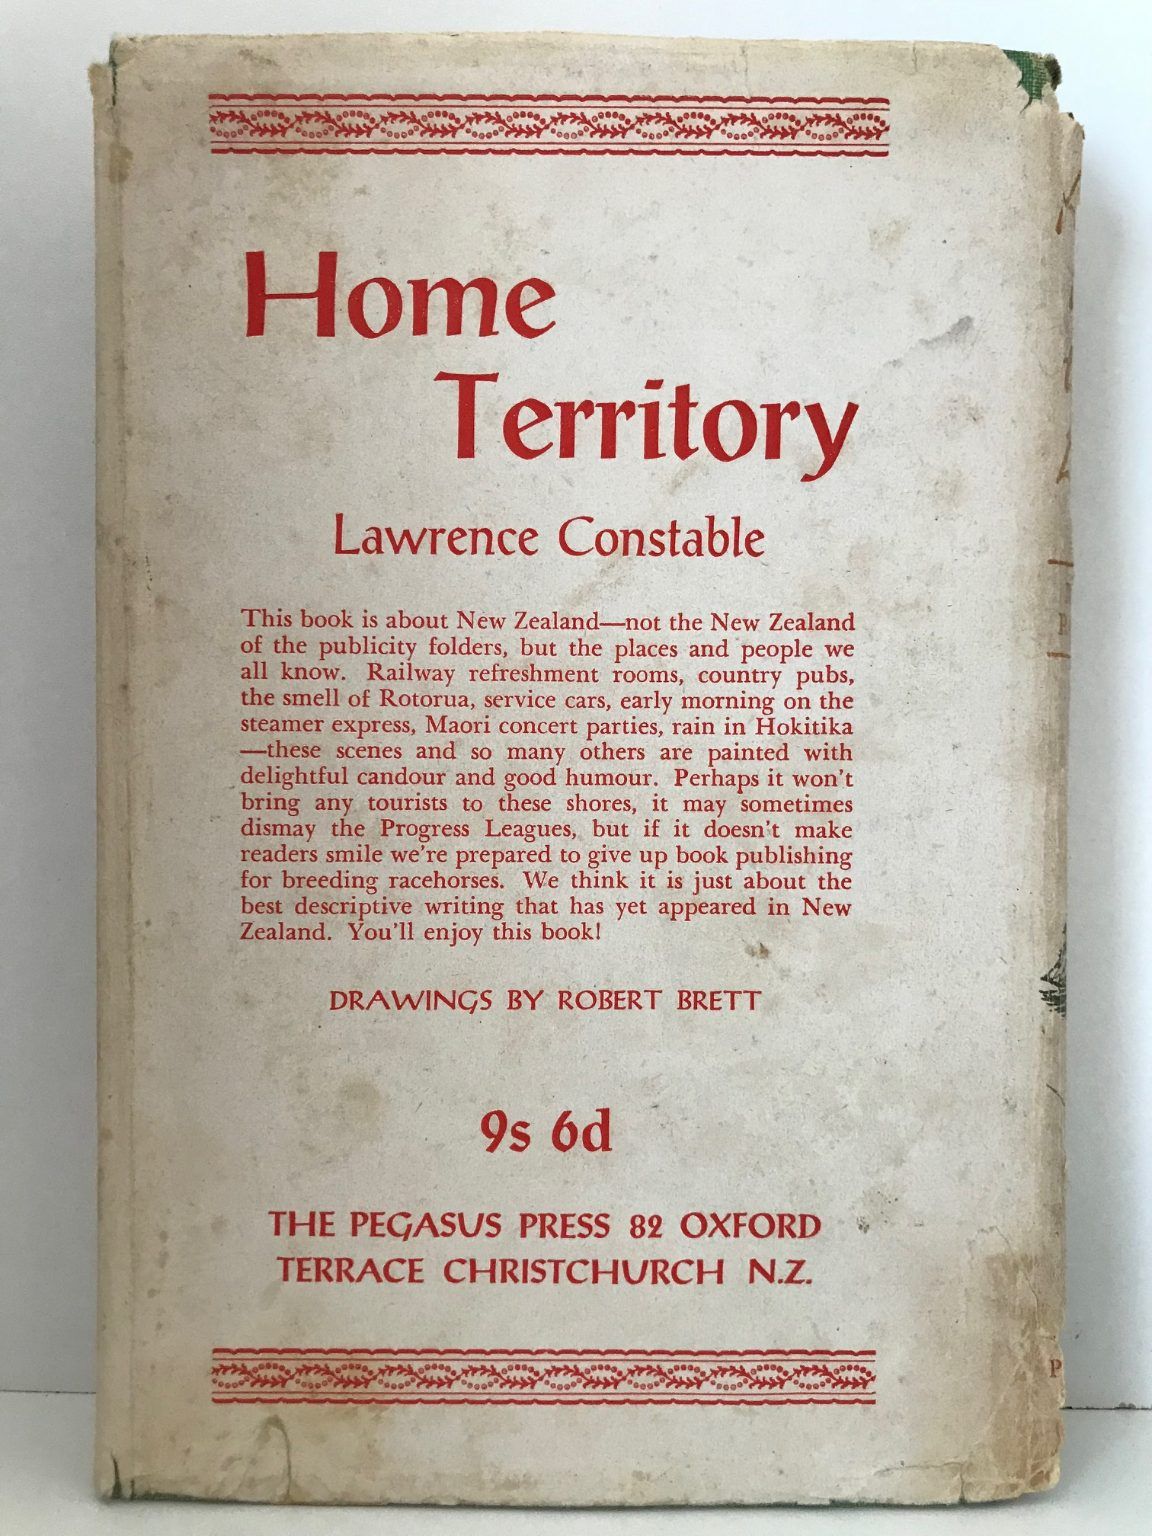 Home
Territory
Lawrence Constable
This book is about New Zealand—not the New Zealand
of the publicity folders, but the places and people we
all know. Railway refreshment rooms, country pubs,
the smell of Rotorua, service cars, early morning on the
steamer express, Maori concert parties, rain in Hokitika
—these scenes and so many others are painted with
delightful candour and good humour. Perhaps it won't
bring any tourists to these shores, it may sometimes
dismay the Progress Leagues, but if it doesn't make
readers smile we're prepared to give up book publishing
for breeding racehorses. We think it is just about the
best descriptive writing that has yet appeared in New
Zealand. You'll enjoy this book!
DRAWINGS BY ROBERT BRETT
9s 6d
THE PEGASUS PRESS 82 OXFORD
TERRACE CHRISTCHURCH N.Z.